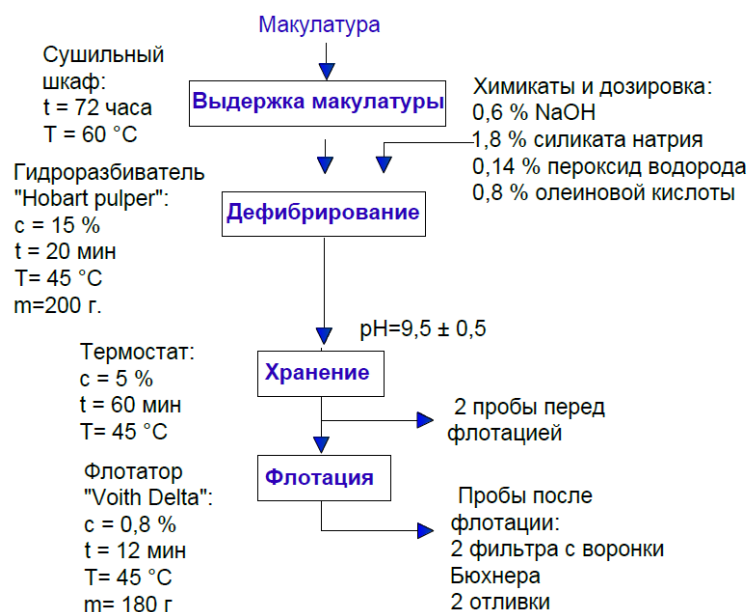 Макулатура
Сушильный
шкаф:
t = 72 часа
T = 60 °C
Выдержка макулатуры
Химикаты и дозировка:
0,6 % NaOH
1,8 % силиката натрия
0,14 % пероксид водорода
0,8 % олеиновой кислоты
Гидроразбиватель
"Hobart pulper":
c = 15 %
t = 20 мин
T= 45 °C
m=200 г.
Дефибрирование
pH=9,5 ± 0,5
Термостат:
c = 5 %
t = 60 мин
T= 45 °C
Хранение
2 пробы перед
флотацией
Флотатор
"Voith Delta":
c = 0,8 %
t = 12 мин
T= 45 °C
m= 180 г
Флотация
Пробы после
флотации:
2 фильтра с воронки
Бюхнера
2 отливки